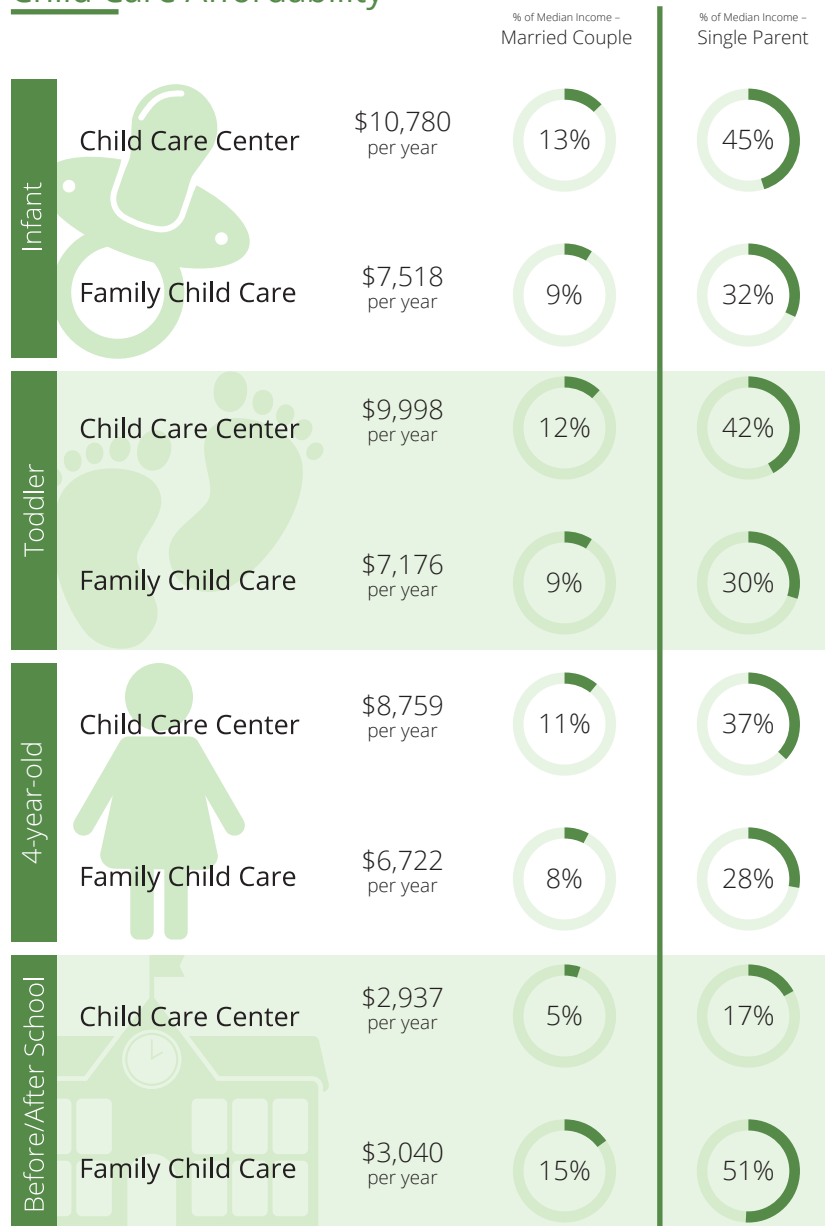 Child Care Affordability
% of Median Income –
Married Couple
% of Median Income –
Single Parent
Infant
Child Care Center
$10,780
per year
13%
45%
Family Child Care
$7,518
per year
9%
32%
Toddler
Child Care Center
$9,998
per year
12%
42%
Family Child Care
$7,176
per year
9%
30%
4-year-old
Child Care Center
$8,759
per year
11%
37%
Family Child Care
$6,722
per year
8%
28%
Before/After School
Child Care Center
$2,937
per year
5%
17%
Family Child Care
$3,040
per year
15%
51%